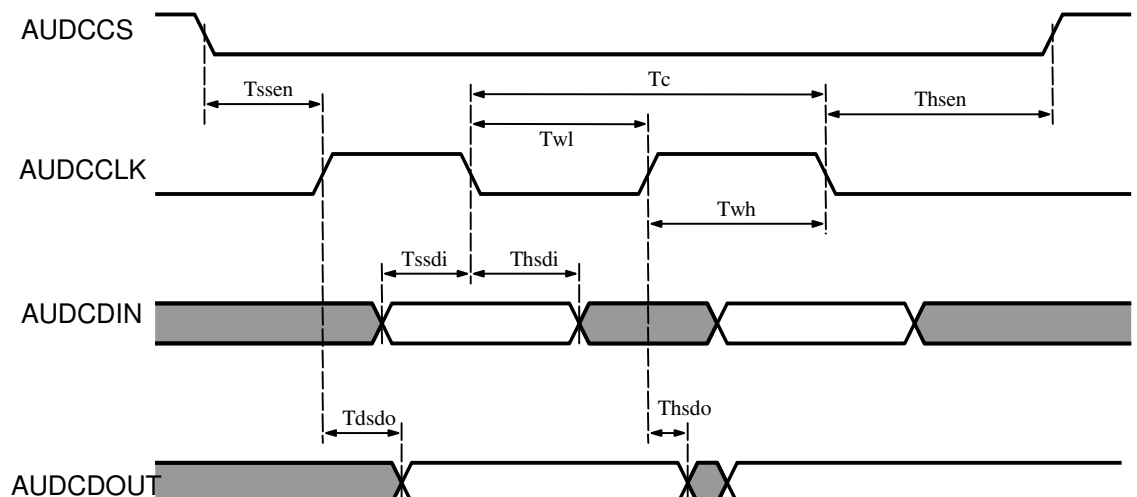 AUDCCS
Tssen
Tc
Thsen
Twl
AUDCCLK
Twh
Tssdi
Thsdi
AUDCDIN
Tdsdo
Thsdo
AUDCDOUT